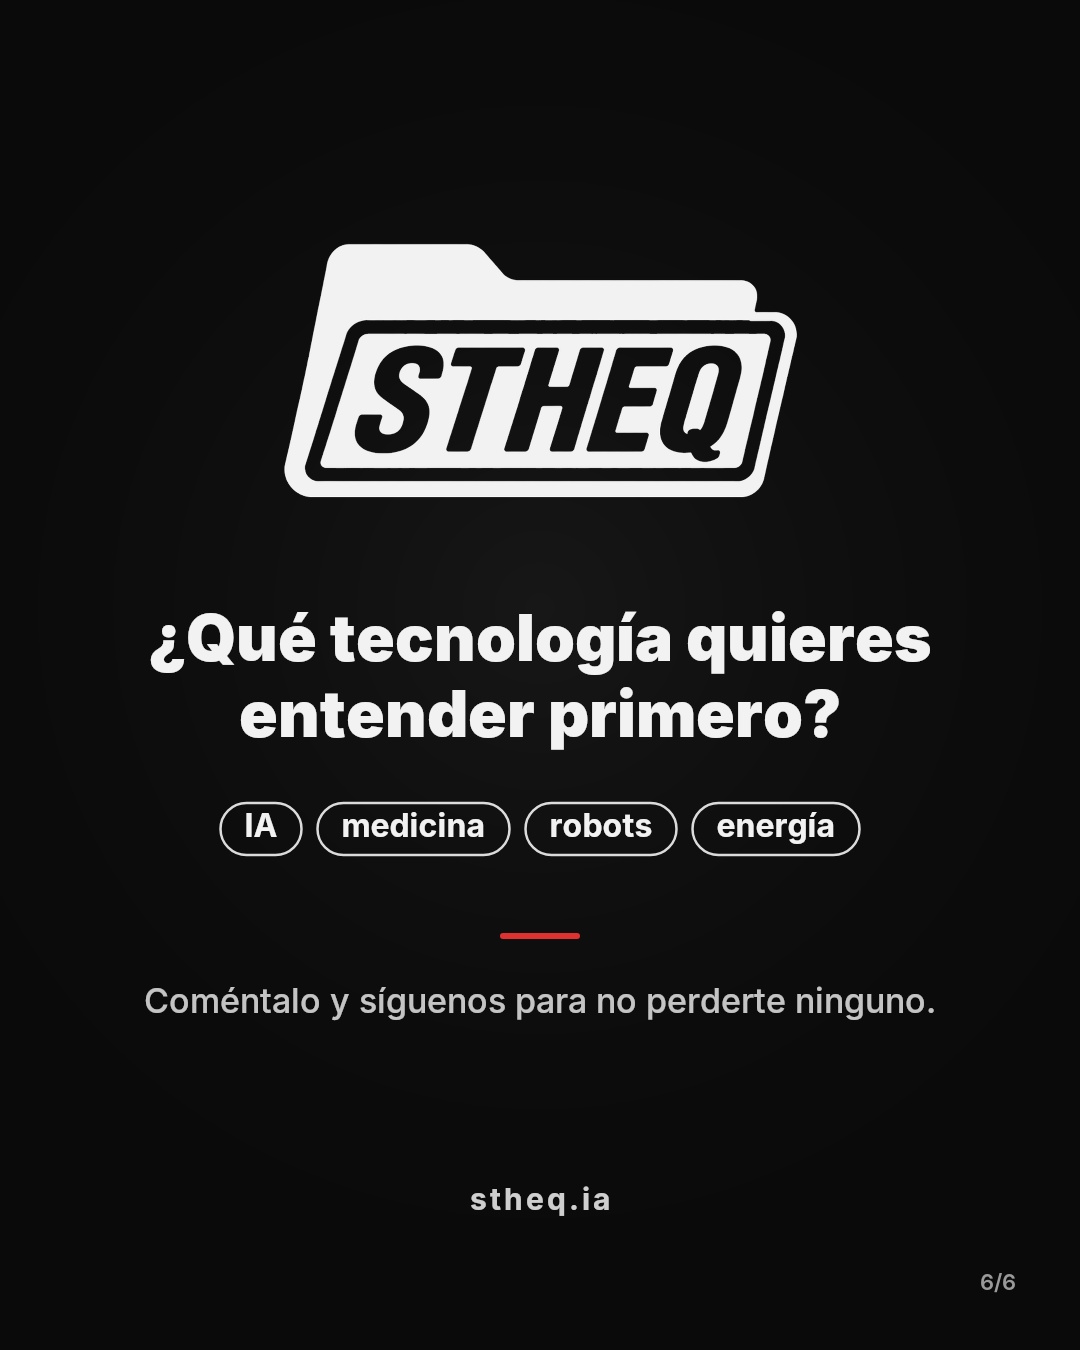 STHEQ
¿Qué tecnología quieres
entender primero?
IA medicina robots energía
Coméntalo y síguenos para no perderte ninguno.
stheq.ia
6/6